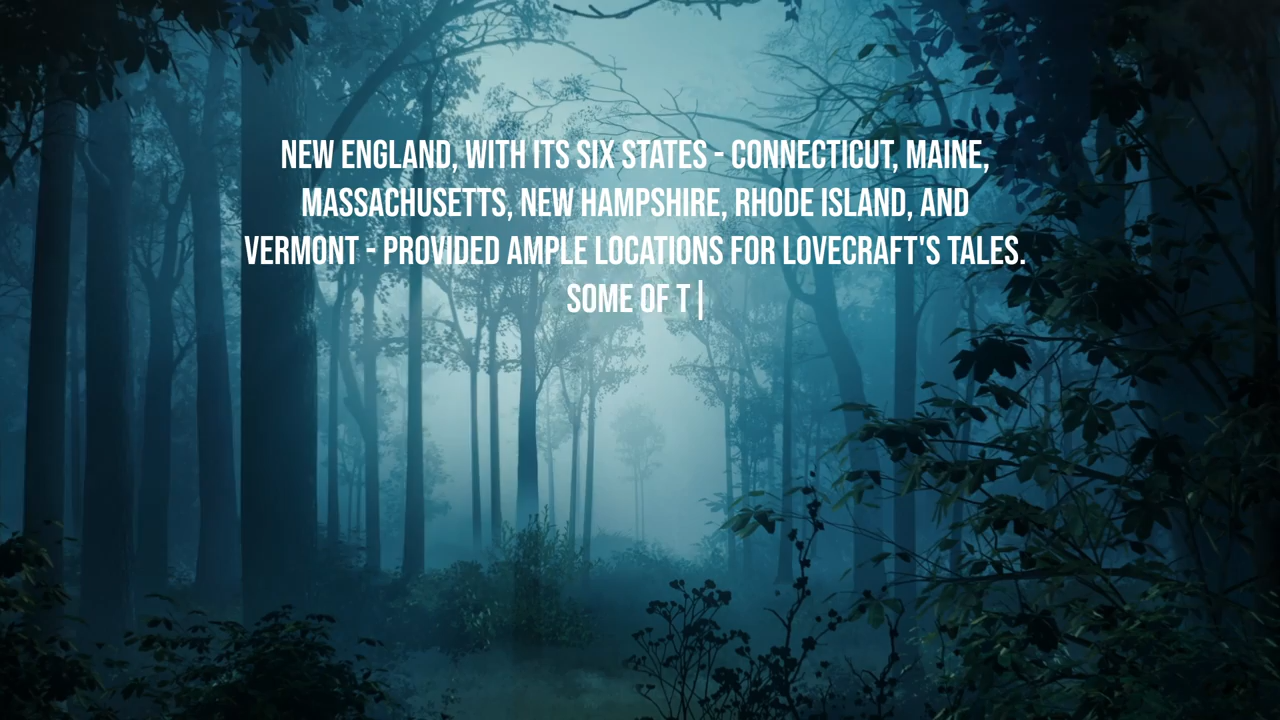 NEW ENGLAND, WITH ITS SIX STATES - CONNECTICUT, MAINE,
MASSACHUSETTS, NEW HAMPSHIRE, RHODE ISLAND, AND
VERMONT - PROVIDED AMPLE LOCATIONS FOR LOVECRAFT'S TALES.
SOME OF T|